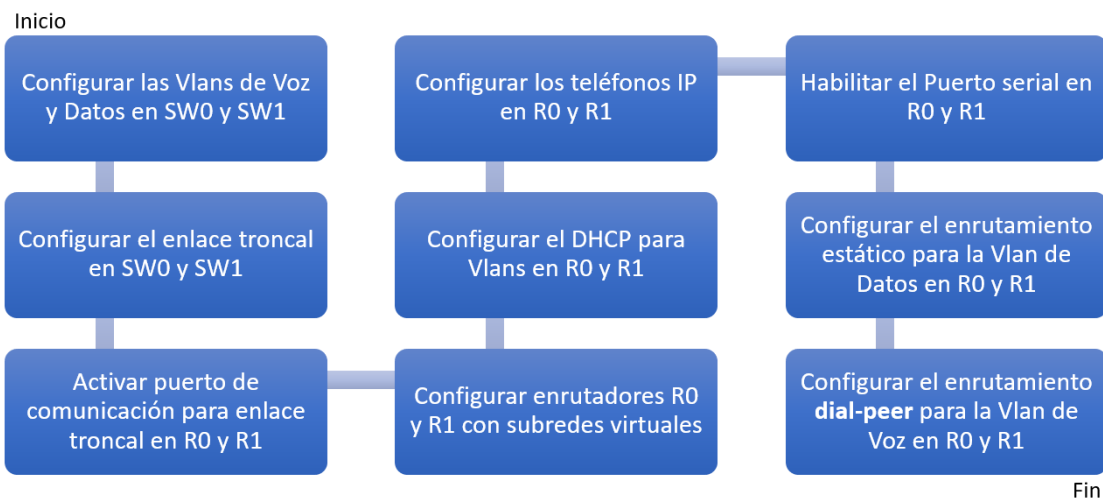 Inicio
Configurar las Vlans de Voz
y Datos en SW0 y SW1
Configurar el enlace troncal
en SW0 y SW1
Activar puerto de
comunicación para enlace
troncal en R0 y R1
Configurar enrutadores R0
y R1 con subredes virtuales
Configurar el DHCP para
Vlans en R0 y R1
Configurar los teléfonos IP
en R0 y R1
Habilitar el Puerto serial en
R0 y R1
Configurar el enrutamiento
estático para la Vlan de
Datos en R0 y R1
Configurar el enrutamiento
dial-peer para la Vlan de
Voz en R0 y R1
Fin